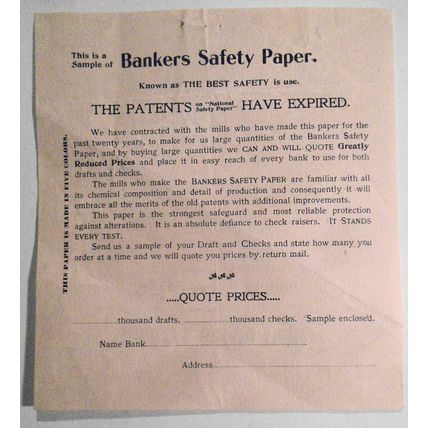 This is a
Sample of Bankers Safety Paper.
Known as THE BEST SAFETY is use.
THE PATENTS on "National Safety Paper" HAVE EXPIRED.
We have contracted with the mills who have made this paper for the
past twenty years, to make for us large quantities of the Bankers Safety
Paper, and by buying large quantities we CAN AND WILL QUOTE Greatly
Reduced Prices and place it in easy reach of every bank to use for both
drafts and checks.
The mills who make the BANKERS SAFETY PAPER are familiar with all
its chemical composition and detail of production and consequently it will
embrace all the merits of the old patents with additional improvements.
This paper is the strongest safeguard and most reliable protection
against alterations. It is an absolute defiance to check raisers. IT STANDS
EVERY TEST.
Send us a sample of your Draft and Checks and state how many you
order at a time and we will quote you prices by return mail.
.....QUOTE PRICES.....
....................thousand drafts. ....................thousand checks. Sample enclosed.
Name Bank........................................
Address........................................
THIS PAPER IS MADE IN FIVE COLORS.